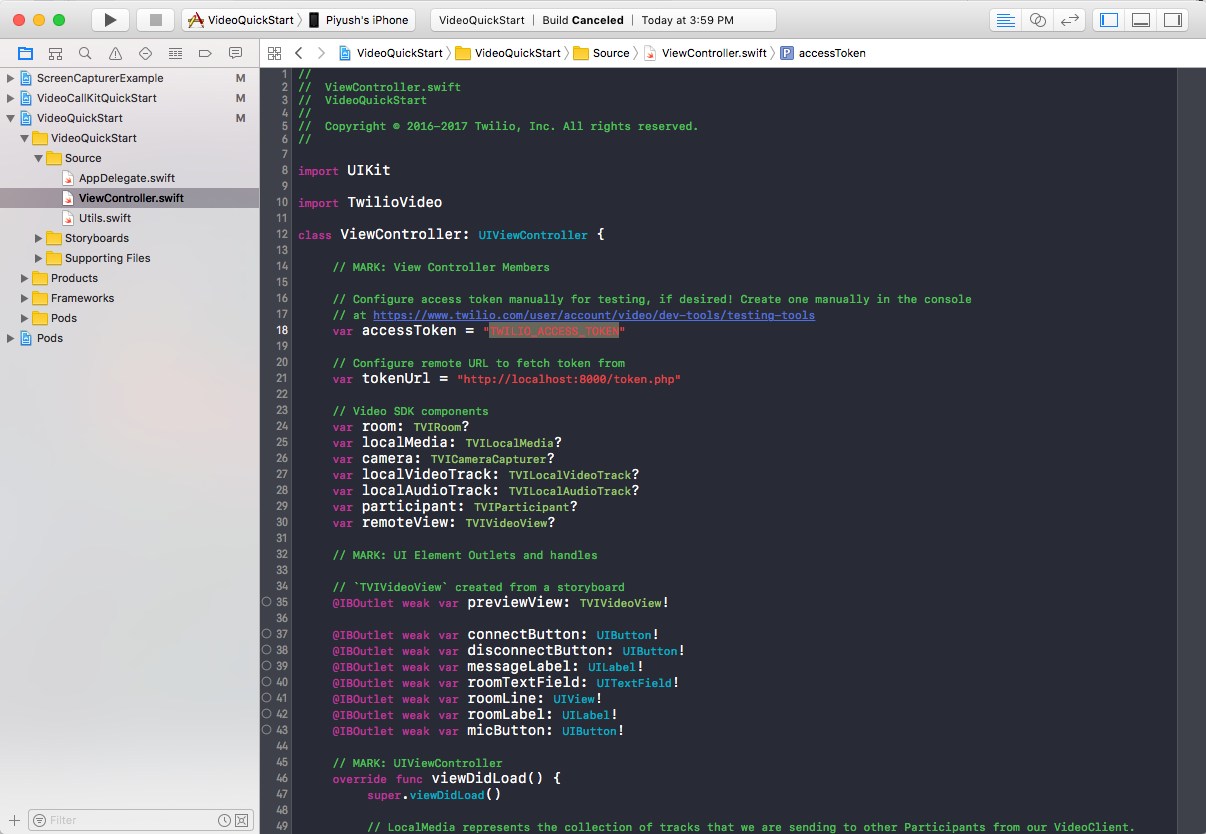 VideoQuickStart Piyush's iPhone
VideoQuickStart | Build Canceled | Today at 3:59 PM
VideoQuickStart VideoQuickStart Source ViewController.swift P accessToken
ScreenCapturerExample M
VideoCallKitQuickStart M
VideoQuickStart M
VideoQuickStart
Source
AppDelegate.swift
ViewController.swift
Utils.swift
Storyboards
Supporting Files
Products
Frameworks
Pods
Pods
Filter
1 //
2 // ViewController.swift
3 // VideoQuickStart
4 //
5 // Copyright © 2016-2017 Twilio, Inc. All rights reserved.
6 //
7
8 import UIKit
9
10 import TwilioVideo
11
12 class ViewController: UIViewController {
13
14 // MARK: View Controller Members
15
16 // Configure access token manually for testing, if desired! Create one manually in the console
17 // at https://www.twilio.com/user/account/video/dev-tools/testing-tools
18 var accessToken = "TWILIO_ACCESS_TOKEN"
19
20 // Configure remote URL to fetch token from
21 var tokenUrl = "http://localhost:8000/token.php"
22
23 // Video SDK components
24 var room: TVIRoom?
25 var localMedia: TVILocalMedia?
26 var camera: TVICameraCapturer?
27 var localVideoTrack: TVILocalVideoTrack?
28 var localAudioTrack: TVILocalAudioTrack?
29 var participant: TVIParticipant?
30 var remoteView: TVIVideoView?
31
32 // MARK: UI Element Outlets and handles
33
34 // `TVIVideoView` created from a storyboard
35 @IBOutlet weak var previewView: TVIVideoView!
36
37 @IBOutlet weak var connectButton: UIButton!
38 @IBOutlet weak var disconnectButton: UIButton!
39 @IBOutlet weak var messageLabel: UILabel!
40 @IBOutlet weak var roomTextField: UITextField!
41 @IBOutlet weak var roomLine: UIView!
42 @IBOutlet weak var roomLabel: UILabel!
43 @IBOutlet weak var micButton: UIButton!
44
45 // MARK: UIViewController
46 override func viewDidLoad() {
47 super.viewDidLoad()
48
49 // LocalMedia represents the collection of tracks that we are sending to other Participants from our VideoClient.